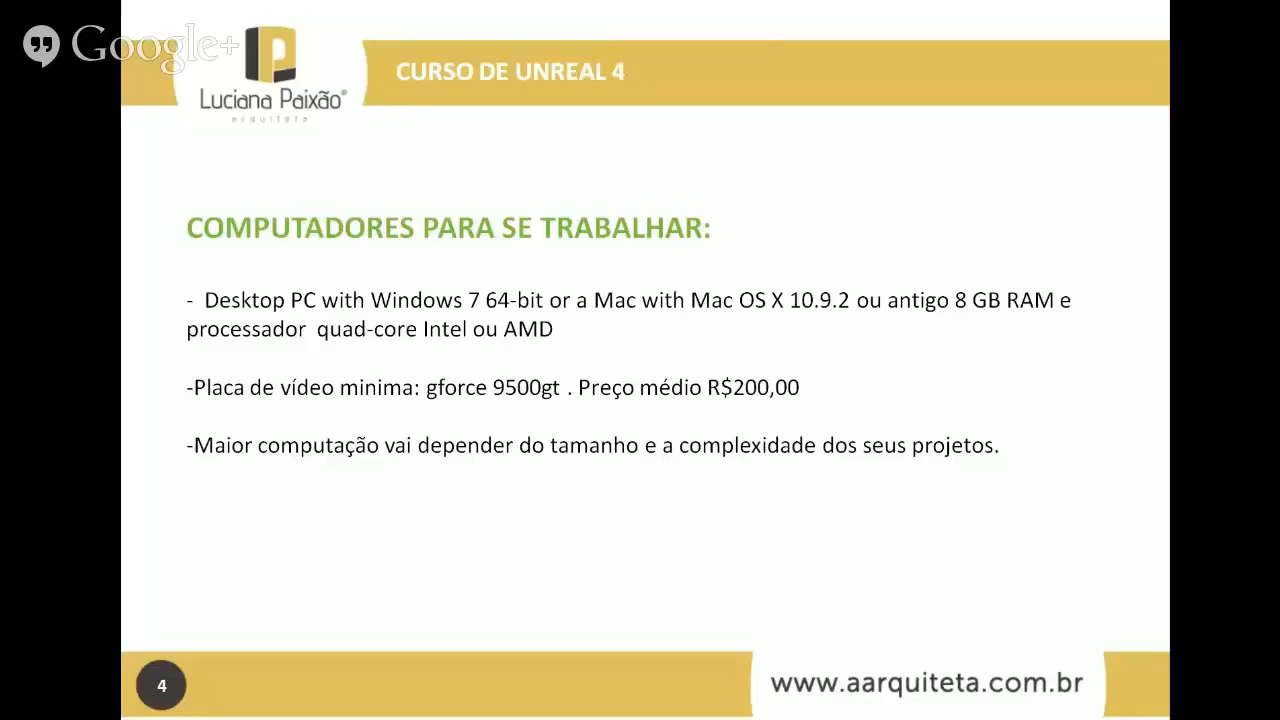 Google+
Luciana Paixão®
arquiteta
CURSO DE UNREAL 4
COMPUTADORES PARA SE TRABALHAR:
- Desktop PC with Windows 7 64-bit or a Mac with Mac OS X 10.9.2 ou antigo 8 GB RAM e
processador quad-core Intel ou AMD
-Placa de vídeo minima: gforce 9500gt . Preço médio R$200,00
-Maior computação vai depender do tamanho e a complexidade dos seus projetos.
4
www.aarquiteta.com.br